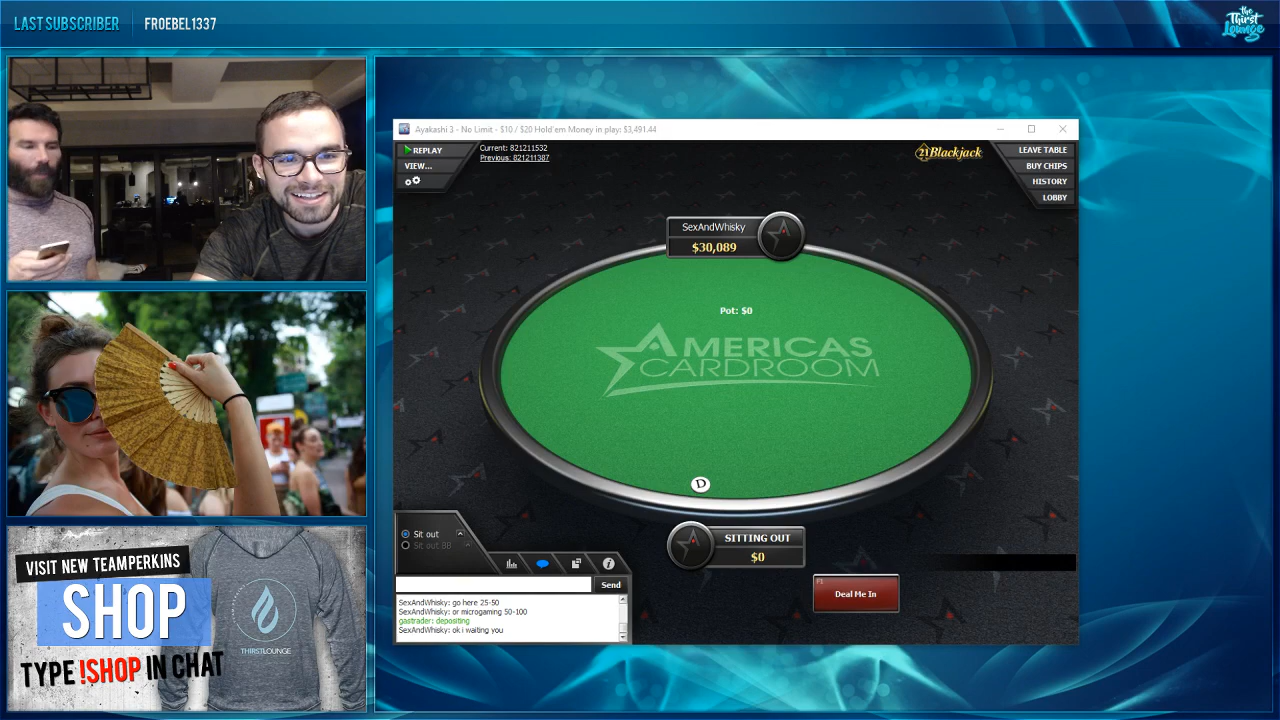 LAST SUBSCRIBER
FROEBEL1337
the Thirst Lounge
Ayakashi 3 - No Limit - $10 / $20 Hold'em Money in play: $3,491.44
REPLAY
VIEW...
Current: 821211532
Previous: 821211387
21 Blackjack
LEAVE TABLE
BUY CHIPS
HISTORY
LOBBY
SexAndWhisky
$30,089
Pot: $0
AMERICAS
CARDROOM
D
Sit out
Sit out BB
SITTING OUT
$0
F1
Deal Me In
Send
SexAndWhisky: go here 25-50
SexAndWhisky: or microgaming 50-100
gastrader: depositing
SexAndWhisky: ok i waiting you
VISIT NEW TEAMPERKINS
SHOP
TYPE !SHOP IN CHAT
THIRSTLOUNGE